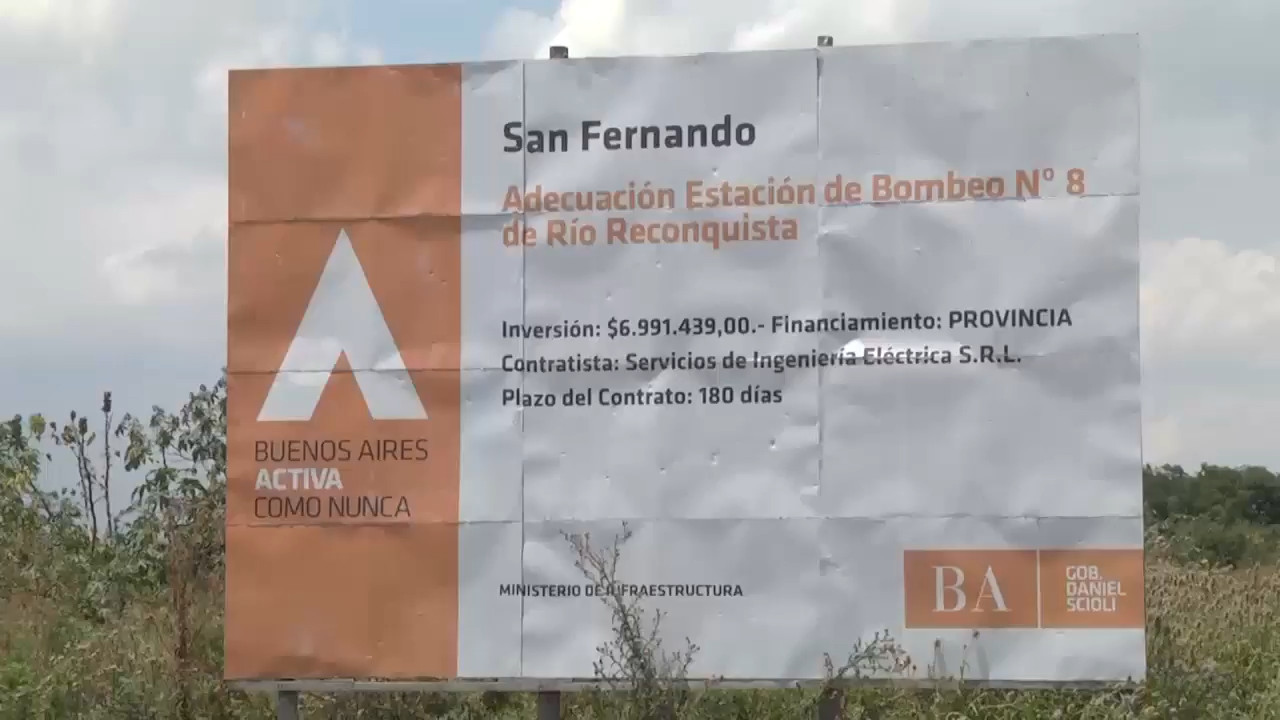 San Fernando
Adecuación Estación de Bombeo Nº 8
de Río Reconquista
Inversión: $6.991.439,00.- Financiamiento: PROVINCIA
Contratista: Servicios de Ingeniería Eléctrica S.R.L.
Plazo del Contrato: 180 días
BUENOS AIRES
ACTIVA
COMO NUNCA
MINISTERIO DE INFRAESTRUCTURA
BA
GOB.
DANIEL
SCIOLI